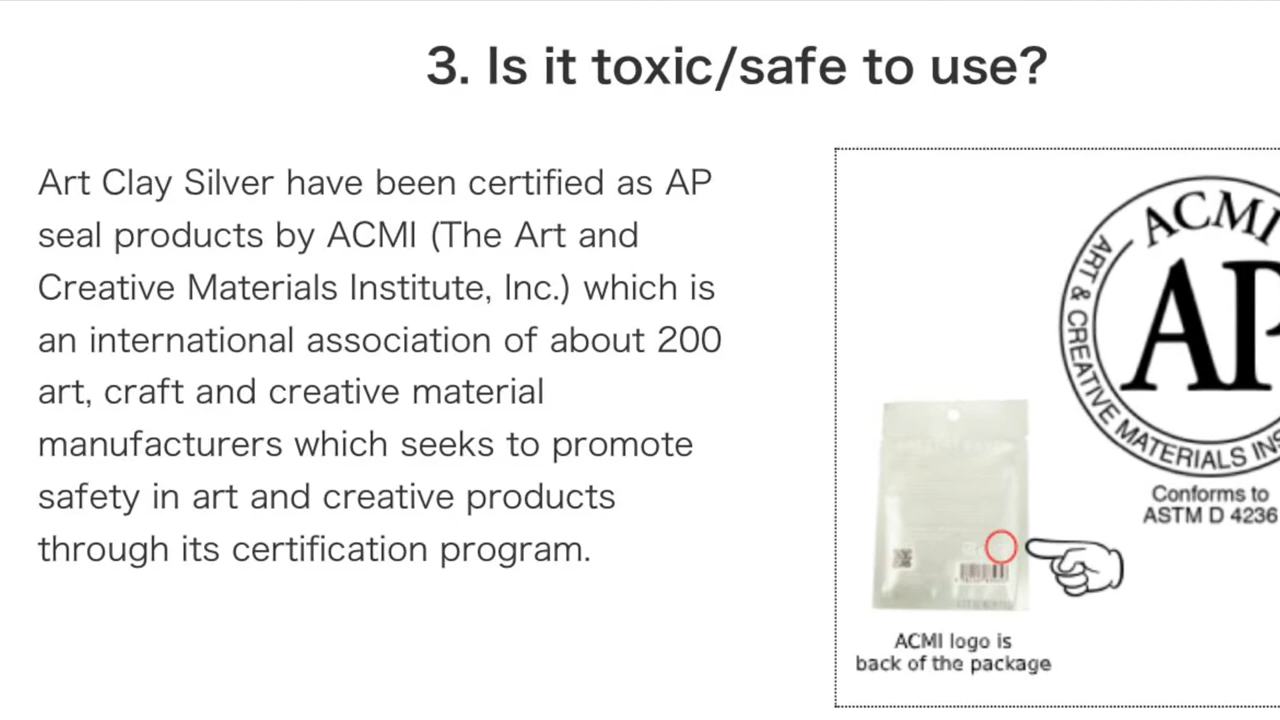 3. Is it toxic/safe to use?
Art Clay Silver have been certified as AP
seal products by ACMI (The Art and
Creative Materials Institute, Inc.) which is
an international association of about 200
art, craft and creative material
manufacturers which seeks to promote
safety in art and creative products
through its certification program.
ACMI
ART & CREATIVE MATERIALS INS
AP
Conforms to
ASTM D 4236
ACMI logo is
back of the package